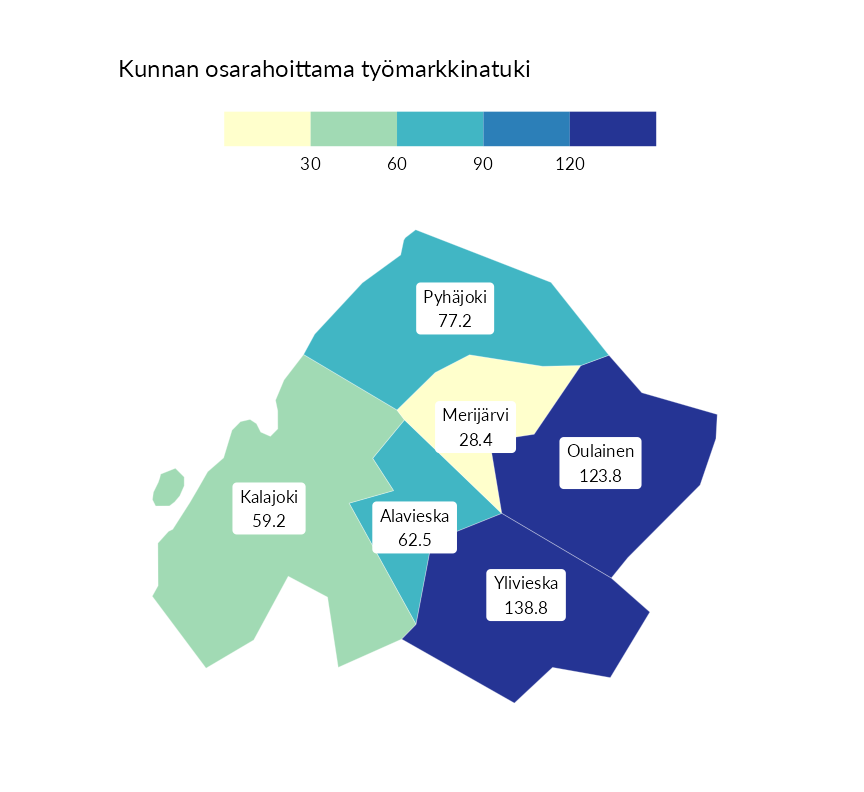 Kunnan osarahoittama työmarkkinatuki
30 60 90 120
Pyhäjoki
77.2
Merijärvi
28.4
Oulainen
123.8
Kalajoki
59.2
Alavieska
62.5
Ylivieska
138.8